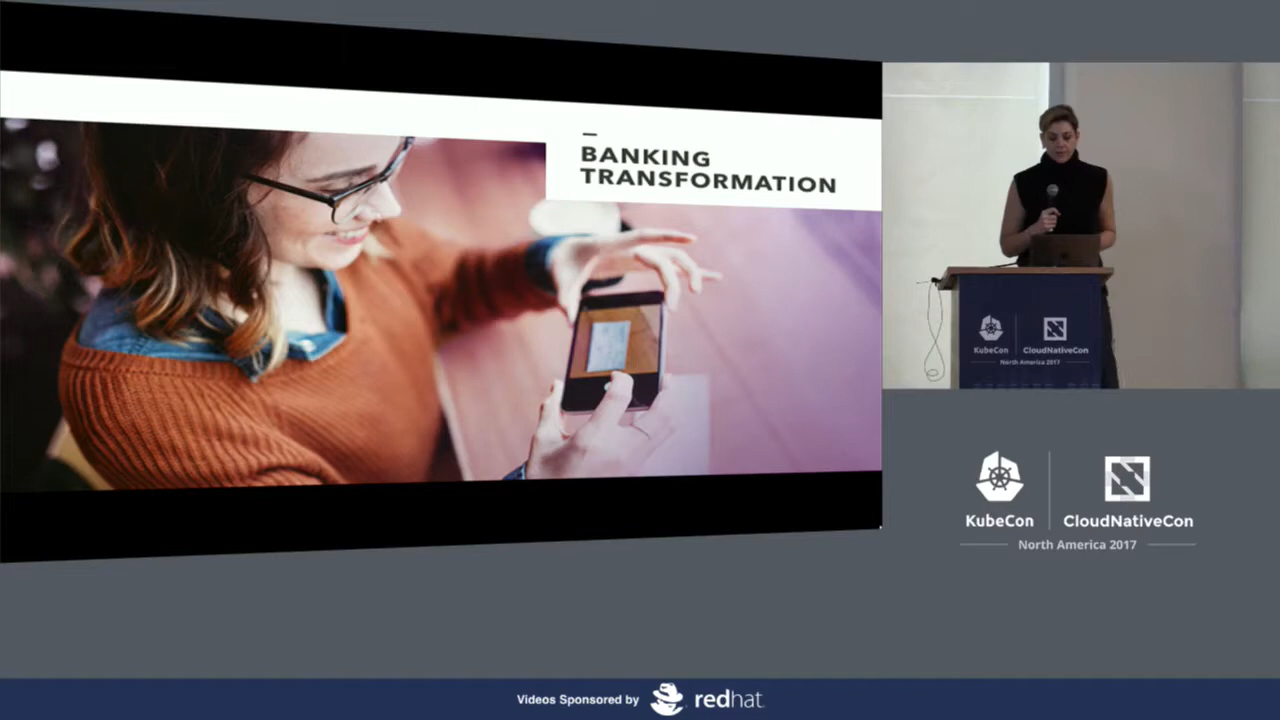 BANKING
TRANSFORMATION
KubeCon
CloudNativeCon
North America 2017
KubeCon
CloudNativeCon
North America 2017
Videos Sponsored by
redhat